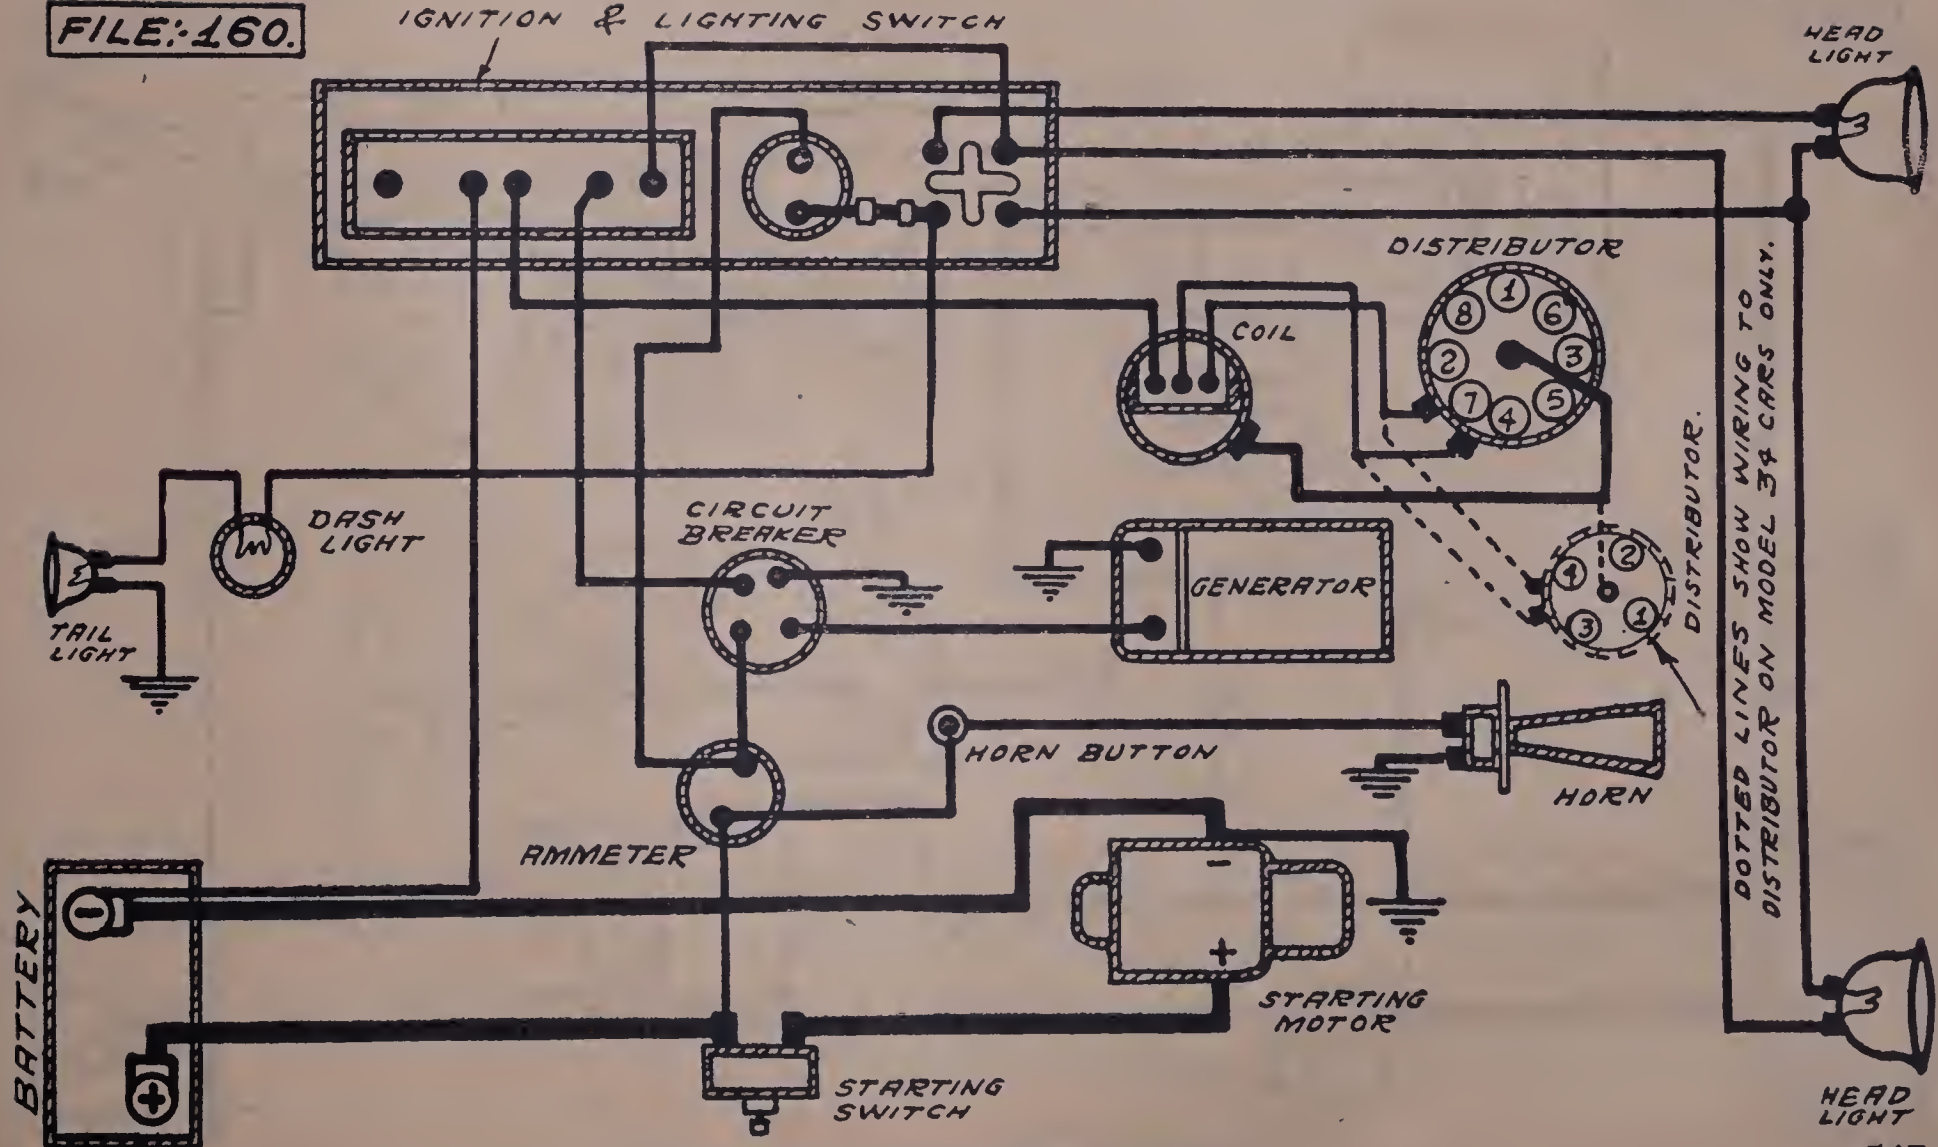 FILE:-160.
IGNITION & LIGHTING SWITCH
HEAD
LIGHT
DISTRIBUTOR
1
8
6
2
3
7
5
4
COIL
DASH
LIGHT
CIRCUIT
BREAKER
GENERATOR
2
4
1
3
DISTRIBUTOR.
DOTTED LINES SHOW WIRING TO
DISTRIBUTOR ON MODEL 34 CARS ONLY.
TAIL
LIGHT
HORN BUTTON
HORN
AMMETER
BATTERY
-
+
-
+
STARTING
MOTOR
STARTING
SWITCH
HEAD
LIGHT